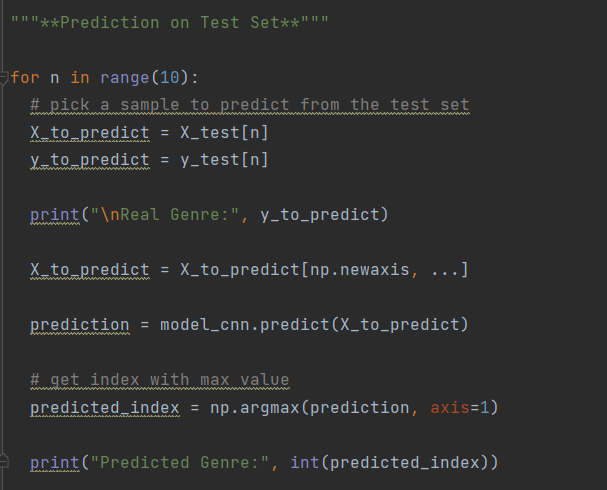 """**Prediction on Test Set**"""
for n in range(10):
# pick a sample to predict from the test set
X_to_predict = X_test[n]
y_to_predict = y_test[n]
print("\nReal Genre:", y_to_predict)
X_to_predict = X_to_predict[np.newaxis, ...]
prediction = model_cnn.predict(X_to_predict)
# get index with max value
predicted_index = np.argmax(prediction, axis=1)
print("Predicted Genre:", int(predicted_index))